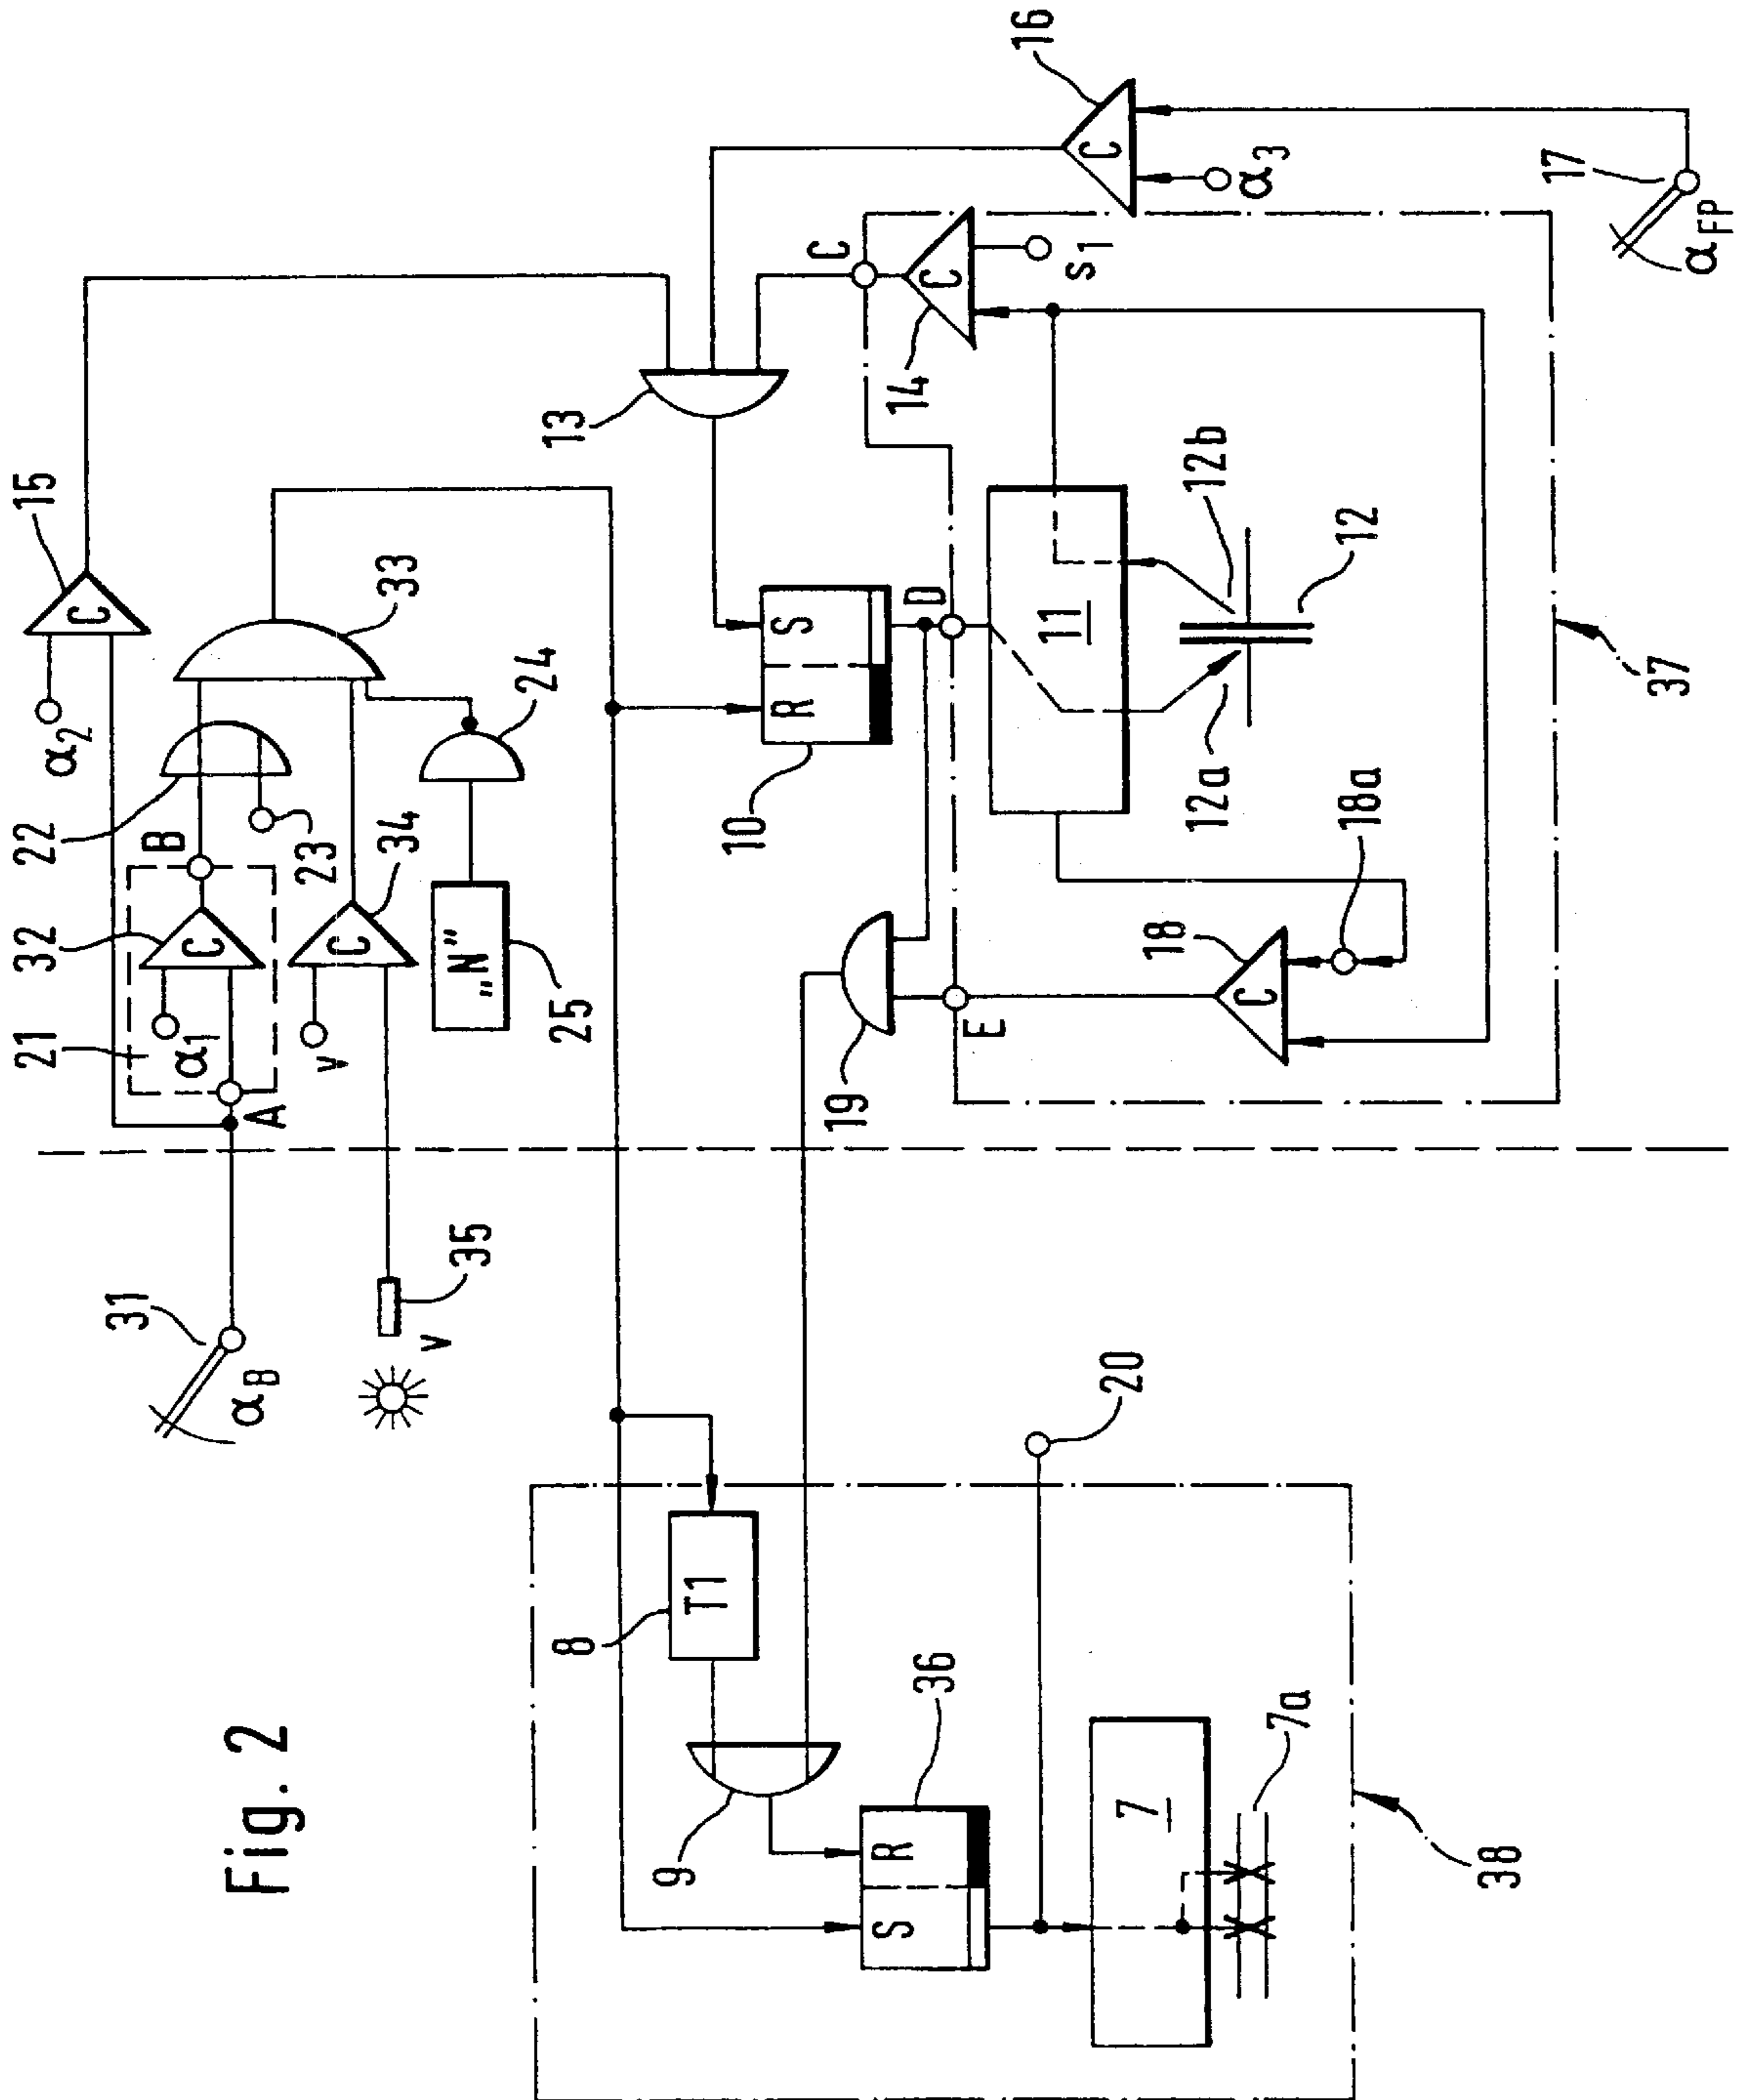 Fig. 2
31
αB
v
35
A
21
α1
32
C
B
22
23
α2
C
15
33
v
C
34
„N“
25
24
8
T1
9
S R
36
20
7
7a
38
13
R S
10
D
19
E
11
12a
12b
12
18
C
18a
C
C
14
s1
37
C
16
α3
17
αFP